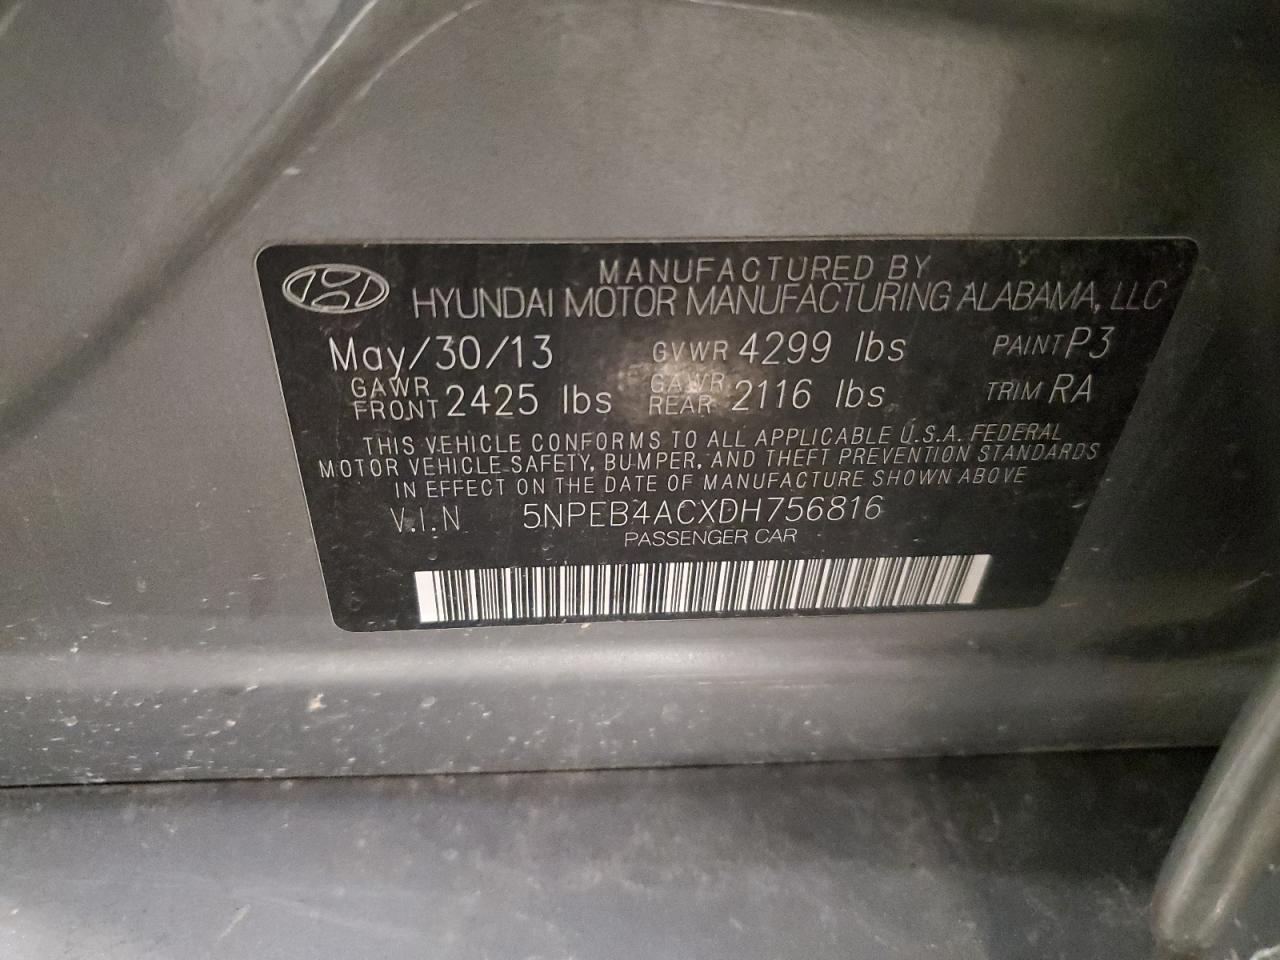 MANUFACTURED BY
HYUNDAI MOTOR MANUFACTURING ALABAMA, LLC
May/30/13 GVWR 4299 lbs PAINT P3
GAWR FRONT 2425 lbs GAWR REAR 2116 lbs TRIM RA
THIS VEHICLE CONFORMS TO ALL APPLICABLE U.S.A. FEDERAL
MOTOR VEHICLE SAFETY, BUMPER, AND THEFT PREVENTION STANDARDS
IN EFFECT ON THE DATE OF MANUFACTURE SHOWN ABOVE
V.I.N 5NPEB4ACXDH756816
PASSENGER CAR